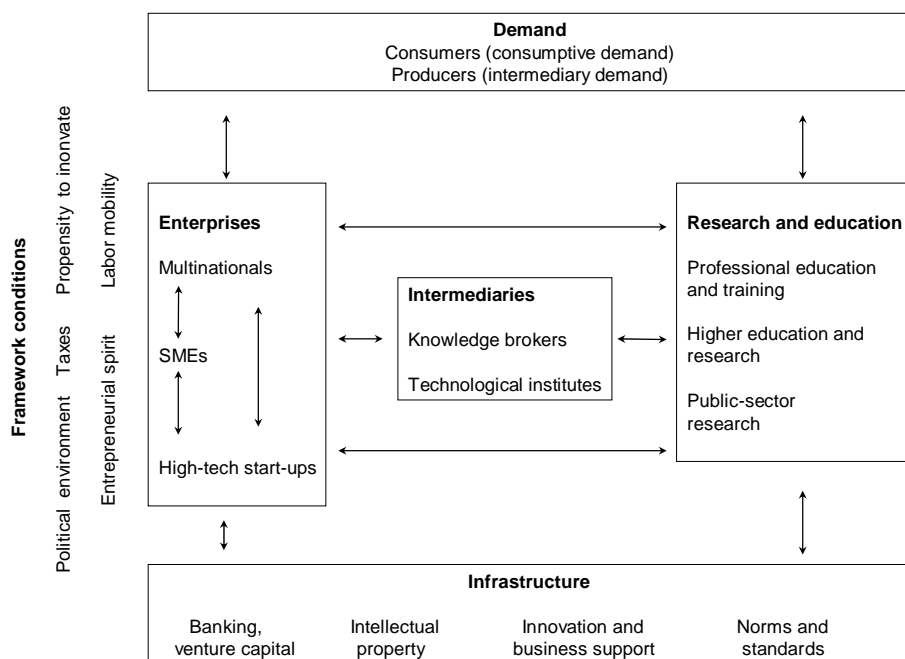 Demand
Consumers (consumptive demand)
Producers (intermediary demand)
Framework conditions
Political environment Taxes Propensity to inonvate
Entrepreneurial spirit Labor mobility
Enterprises
Multinationals
SMEs
High-tech start-ups
Intermediaries
Knowledge brokers
Technological institutes
Research and education
Professional education
and training
Higher education and
research
Public-sector
research
Infrastructure
Banking,
venture capital
Intellectual
property
Innovation and
business support
Norms and
standards